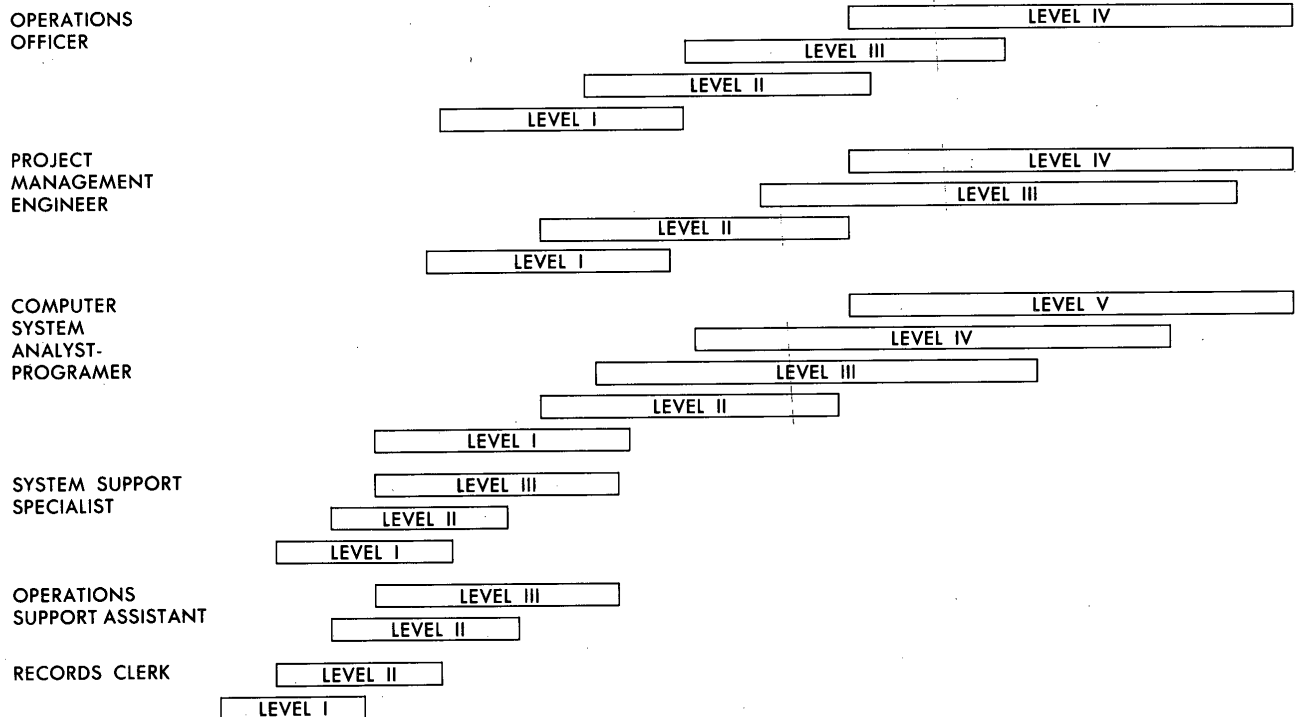 OPERATIONS
OFFICER
LEVEL IV
LEVEL III
LEVEL II
LEVEL I
PROJECT
MANAGEMENT
ENGINEER
LEVEL IV
LEVEL III
LEVEL II
LEVEL I
COMPUTER
SYSTEM
ANALYST-
PROGRAMER
LEVEL V
LEVEL IV
LEVEL III
LEVEL II
LEVEL I
SYSTEM SUPPORT
SPECIALIST
LEVEL III
LEVEL II
LEVEL I
OPERATIONS
SUPPORT ASSISTANT
LEVEL III
LEVEL II
RECORDS CLERK
LEVEL II
LEVEL I